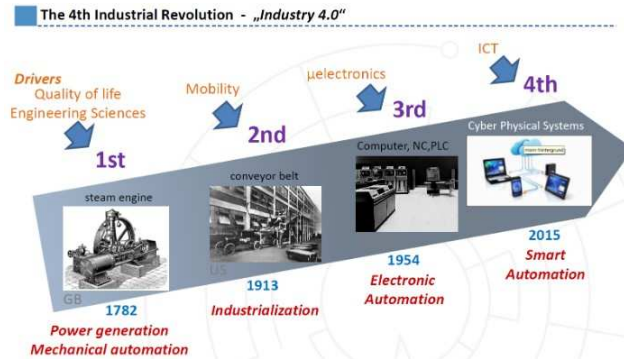 The 4th Industrial Revolution - „Industry 4.0“
Drivers
Quality of life
Engineering Sciences
1st
steam engine
GB
1782
Power generation
Mechanical automation
Mobility
2nd
conveyor belt
US
1913
Industrialization
µelectronics
3rd
Computer, NC,PLC
1954
Electronic
Automation
ICT
4th
Cyber Physical Systems
2015
Smart
Automation